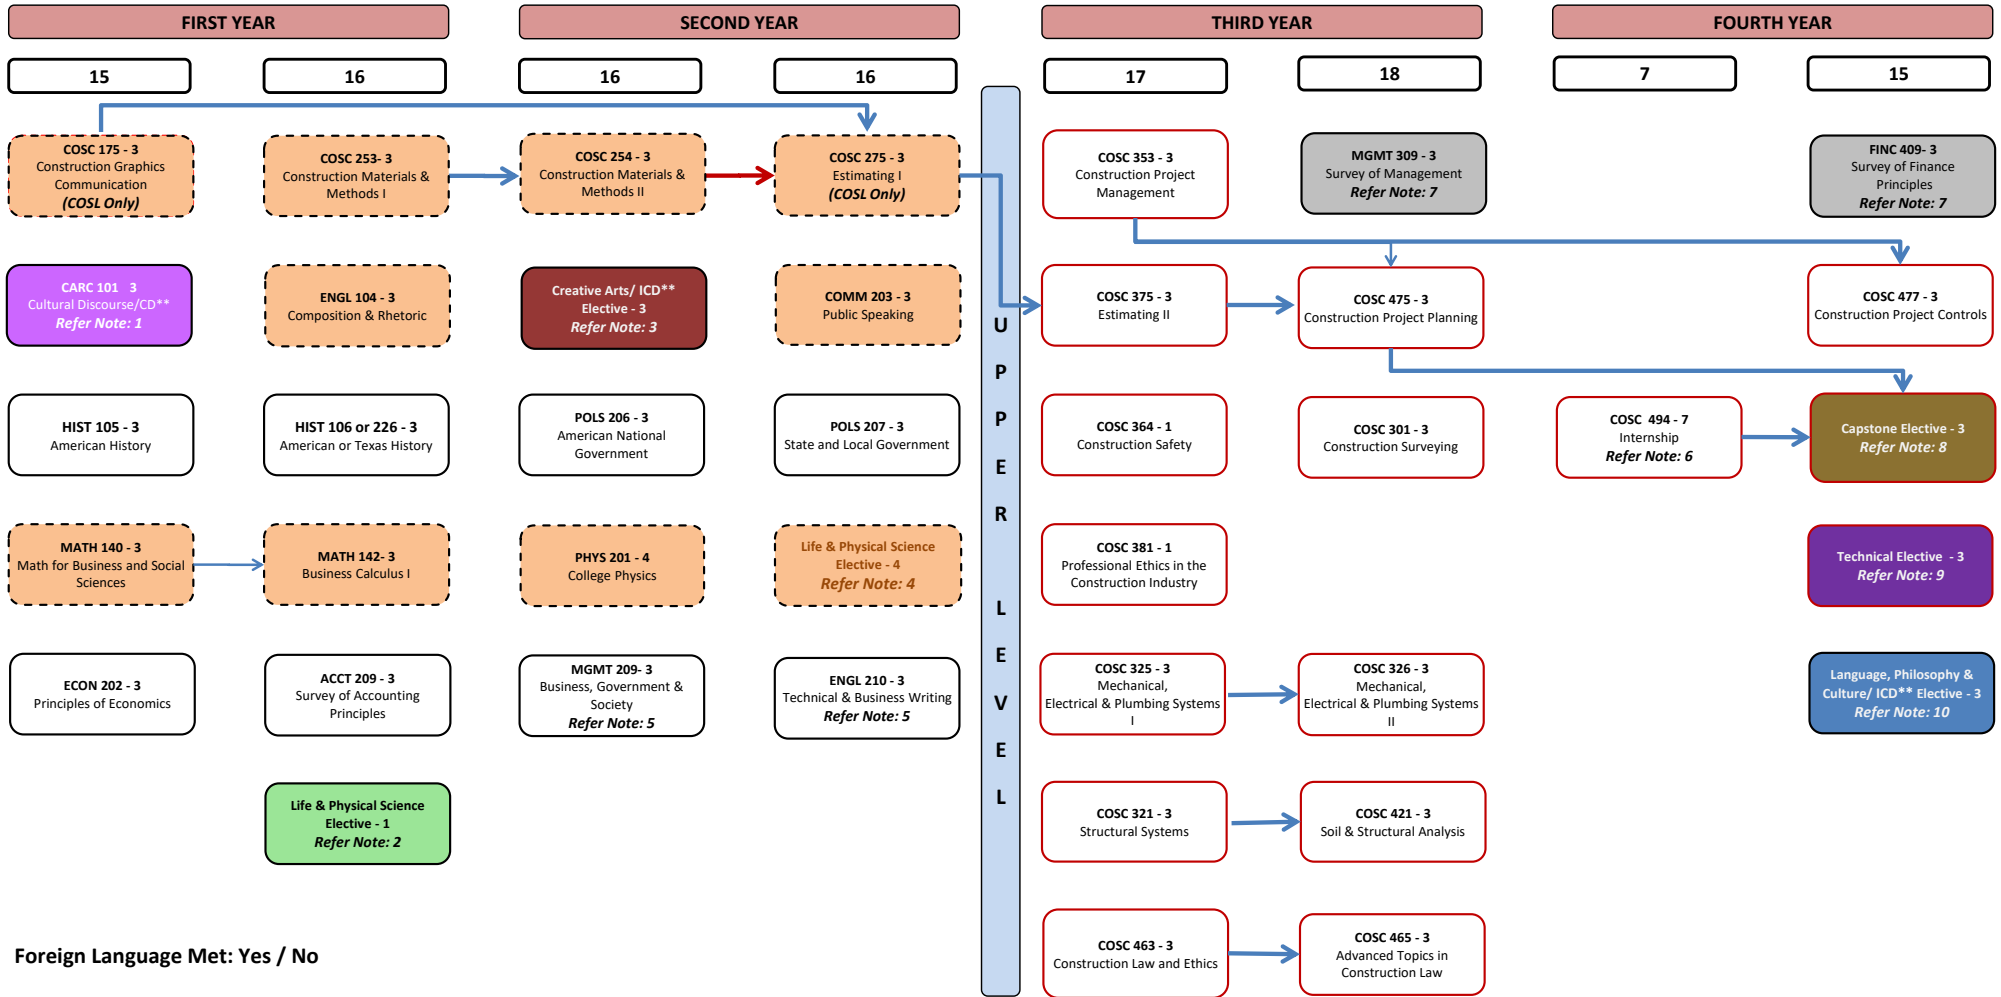 FIRST YEAR
SECOND YEAR
THIRD YEAR
FOURTH YEAR
15
16
16
16
17
18
7
15
COSC 175 - 3
Construction Graphics
Communication
(COSL Only)
COSC 253- 3
Construction Materials &
Methods I
COSC 254 - 3
Construction Materials &
Methods II
COSC 275 - 3
Estimating I
(COSL Only)
COSC 353 - 3
Construction Project
Management
MGMT 309 - 3
Survey of Management
Refer Note: 7
FINC 409- 3
Survey of Finance
Principles
Refer Note: 7
CARC 101 3
Cultural Discourse/CD**
Refer Note: 1
ENGL 104 - 3
Composition & Rhetoric
Creative Arts/ ICD**
Elective - 3
Refer Note: 3
COMM 203 - 3
Public Speaking
COSC 375 - 3
Estimating II
COSC 475 - 3
Construction Project Planning
COSC 477 - 3
Construction Project Controls
HIST 105 - 3
American History
HIST 106 or 226 - 3
American or Texas History
POLS 206 - 3
American National
Government
POLS 207 - 3
State and Local Government
COSC 364 - 1
Construction Safety
COSC 301 - 3
Construction Surveying
COSC 494 - 7
Internship
Refer Note: 6
Capstone Elective - 3
Refer Note: 8
MATH 140 - 3
Math for Business and Social
Sciences
MATH 142- 3
Business Calculus I
PHYS 201 - 4
College Physics
Life & Physical Science
Elective - 4
Refer Note: 4
COSC 381 - 1
Professional Ethics in the
Construction Industry
Technical Elective - 3
Refer Note: 9
ECON 202 - 3
Principles of Economics
ACCT 209 - 3
Survey of Accounting
Principles
MGMT 209- 3
Business, Government &
Society
Refer Note: 5
ENGL 210 - 3
Technical & Business Writing
Refer Note: 5
COSC 325 - 3
Mechanical,
Electrical & Plumbing Systems
I
COSC 326 - 3
Mechanical,
Electrical & Plumbing Systems
II
Language, Philosophy &
Culture/ ICD** Elective - 3
Refer Note: 10
Life & Physical Science
Elective - 1
Refer Note: 2
COSC 321 - 3
Structural Systems
COSC 421 - 3
Soil & Structural Analysis
COSC 463 - 3
Construction Law and Ethics
COSC 465 - 3
Advanced Topics in
Construction Law
UPPER LEVEL
Foreign Language Met: Yes / No